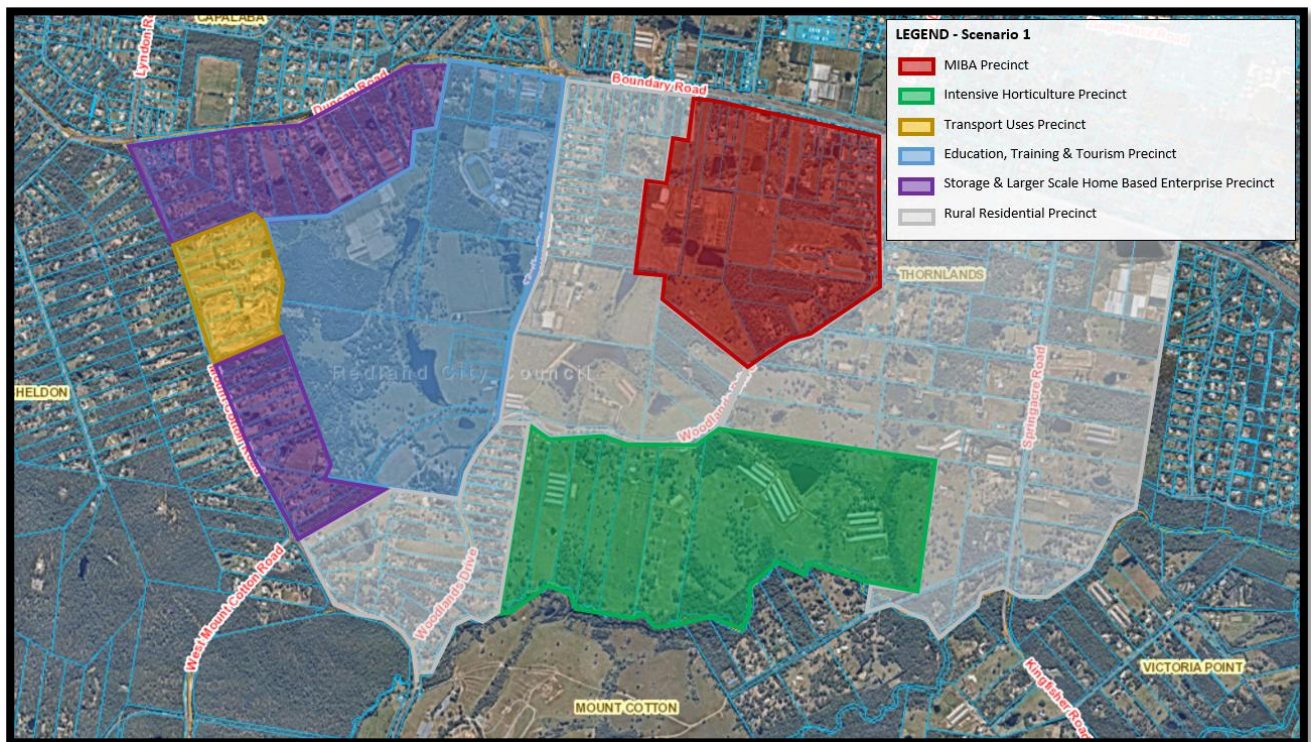 CAPALABA
Lyndon R
Duncan Road
Boundary Road
LEGEND - Scenario 1
MIBA Precinct
Intensive Horticulture Precinct
Transport Uses Precinct
Education, Training & Tourism Precinct
Storage & Larger Scale Home Based Enterprise Precinct
Rural Residential Precinct
THORNLANDS
Redland City Council
HELDON
Springacre Road
Woodlands
Woodlands Drive
West Mount Cotton Road
MOUNT COTTON
Kingfisher Road
VICTORIA POINT